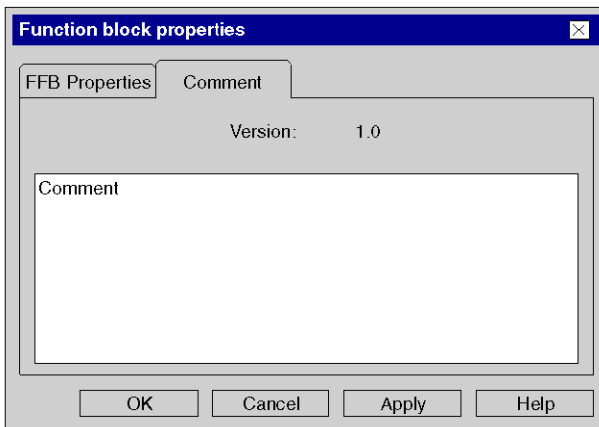 Function block properties
FFB Properties
Comment
Version: 1.0
Comment
OK
Cancel
Apply
Help